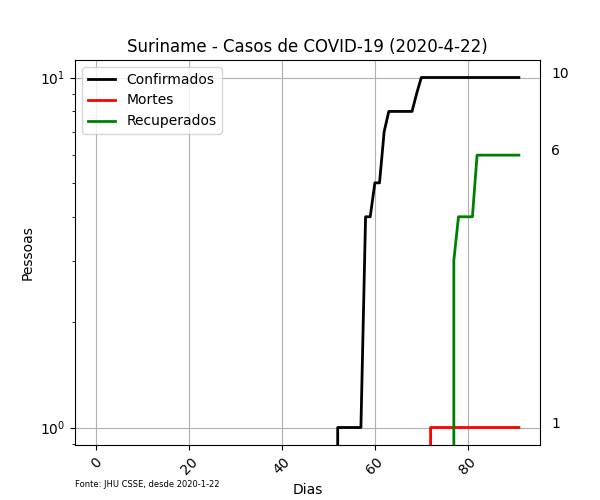 Suriname - Casos de COVID-19 (2020-4-22)
Confirmados
Mortes
Recuperados
10¹
10⁰
Pessoas
10
6
1
0
20
40
60
80
Dias
Fonte: JHU CSSE, desde 2020-1-22